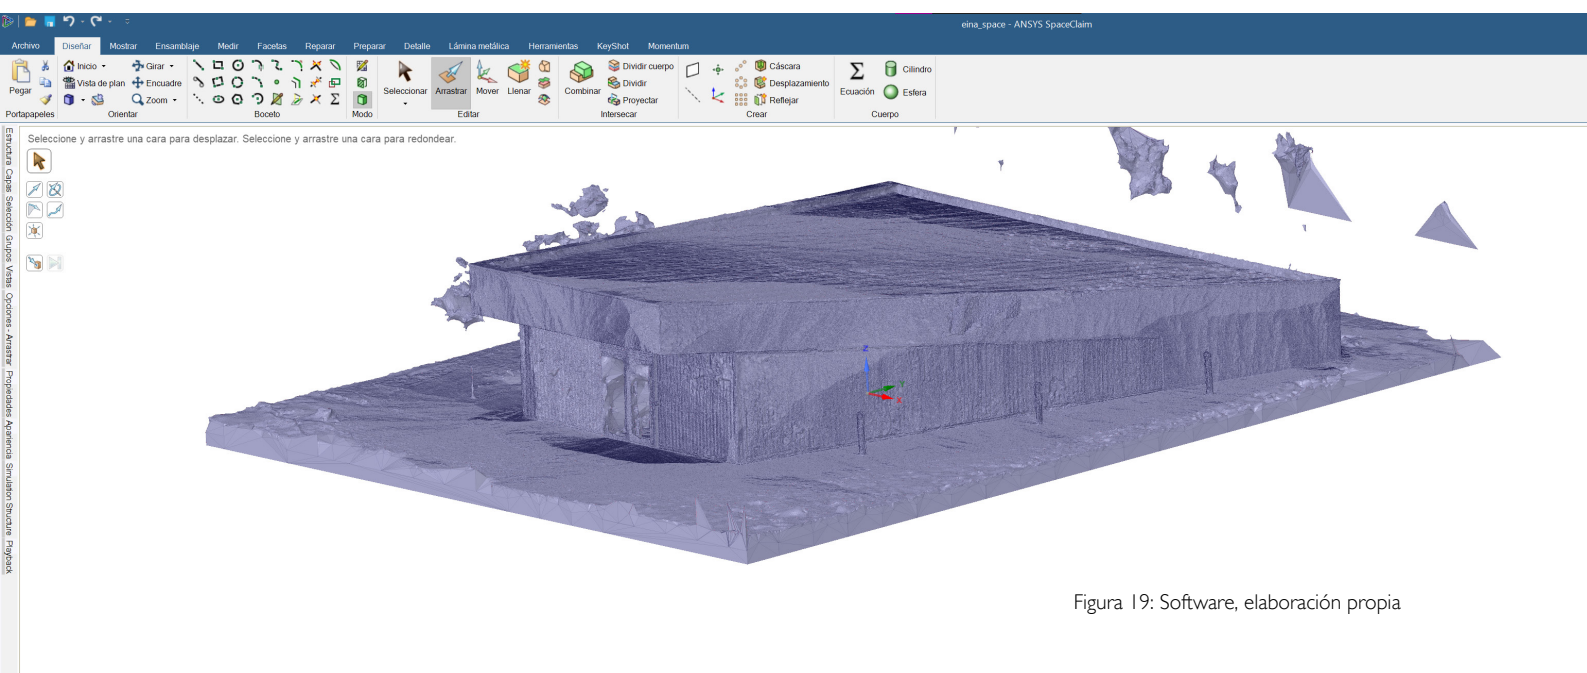 eina_space - ANSYS SpaceClaim
Archivo Diseñar Mostrar Ensamblaje Medir Facetas Reparar Preparar Detalle Lámina metálica Herramientas KeyShot Momentum
Pegar
Portapapeles
Inicio Girar
Vista de plan Encuadre
Zoom
Orientar
Boceto
Modo
Seleccionar Arrastrar Mover Llenar
Editar
Combinar
Dividir cuerpo
Dividir
Proyectar
Intersecar
Cáscara
Desplazamiento
Reflejar
Crear
Ecuación
Cilindro
Esfera
Cuerpo
Estructura Capas Selección Grupos Vistas Opciones - Arrastrar Propiedades Apariencia Simulation Structure Playback
Seleccione y arrastre una cara para desplazar. Seleccione y arrastre una cara para redondear.
Z
Y
X
Figura 19: Software, elaboración propia